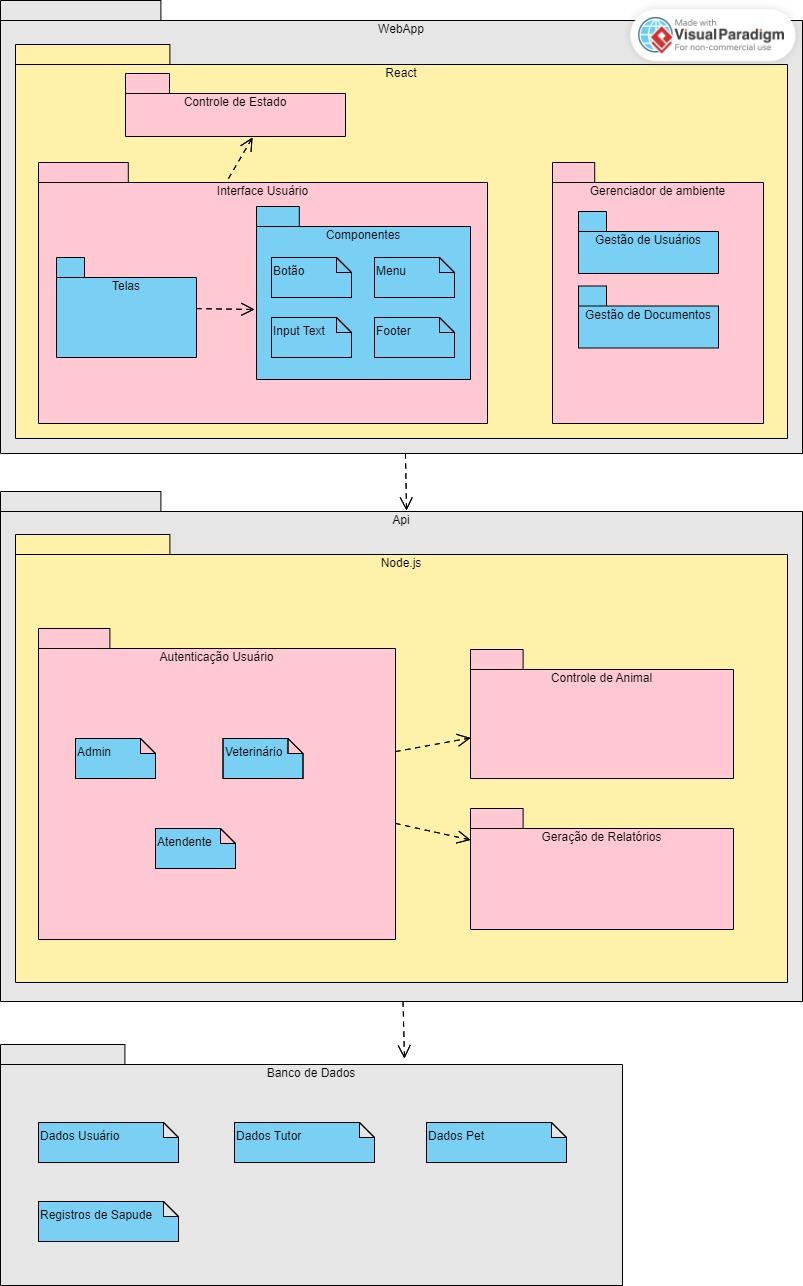 WebApp
Made with
Visual Paradigm
For non-commercial use
React
Controle de Estado
Interface Usuário
Gerenciador de ambiente
Componentes
Gestão de Usuários
Botão
Menu
Telas
Gestão de Documentos
Input Text
Footer
Api
Node.js
Autenticação Usuário
Controle de Animal
Admin
Veterinário
Geração de Relatórios
Atendente
Banco de Dados
Dados Usuário
Dados Tutor
Dados Pet
Registros de Sapude